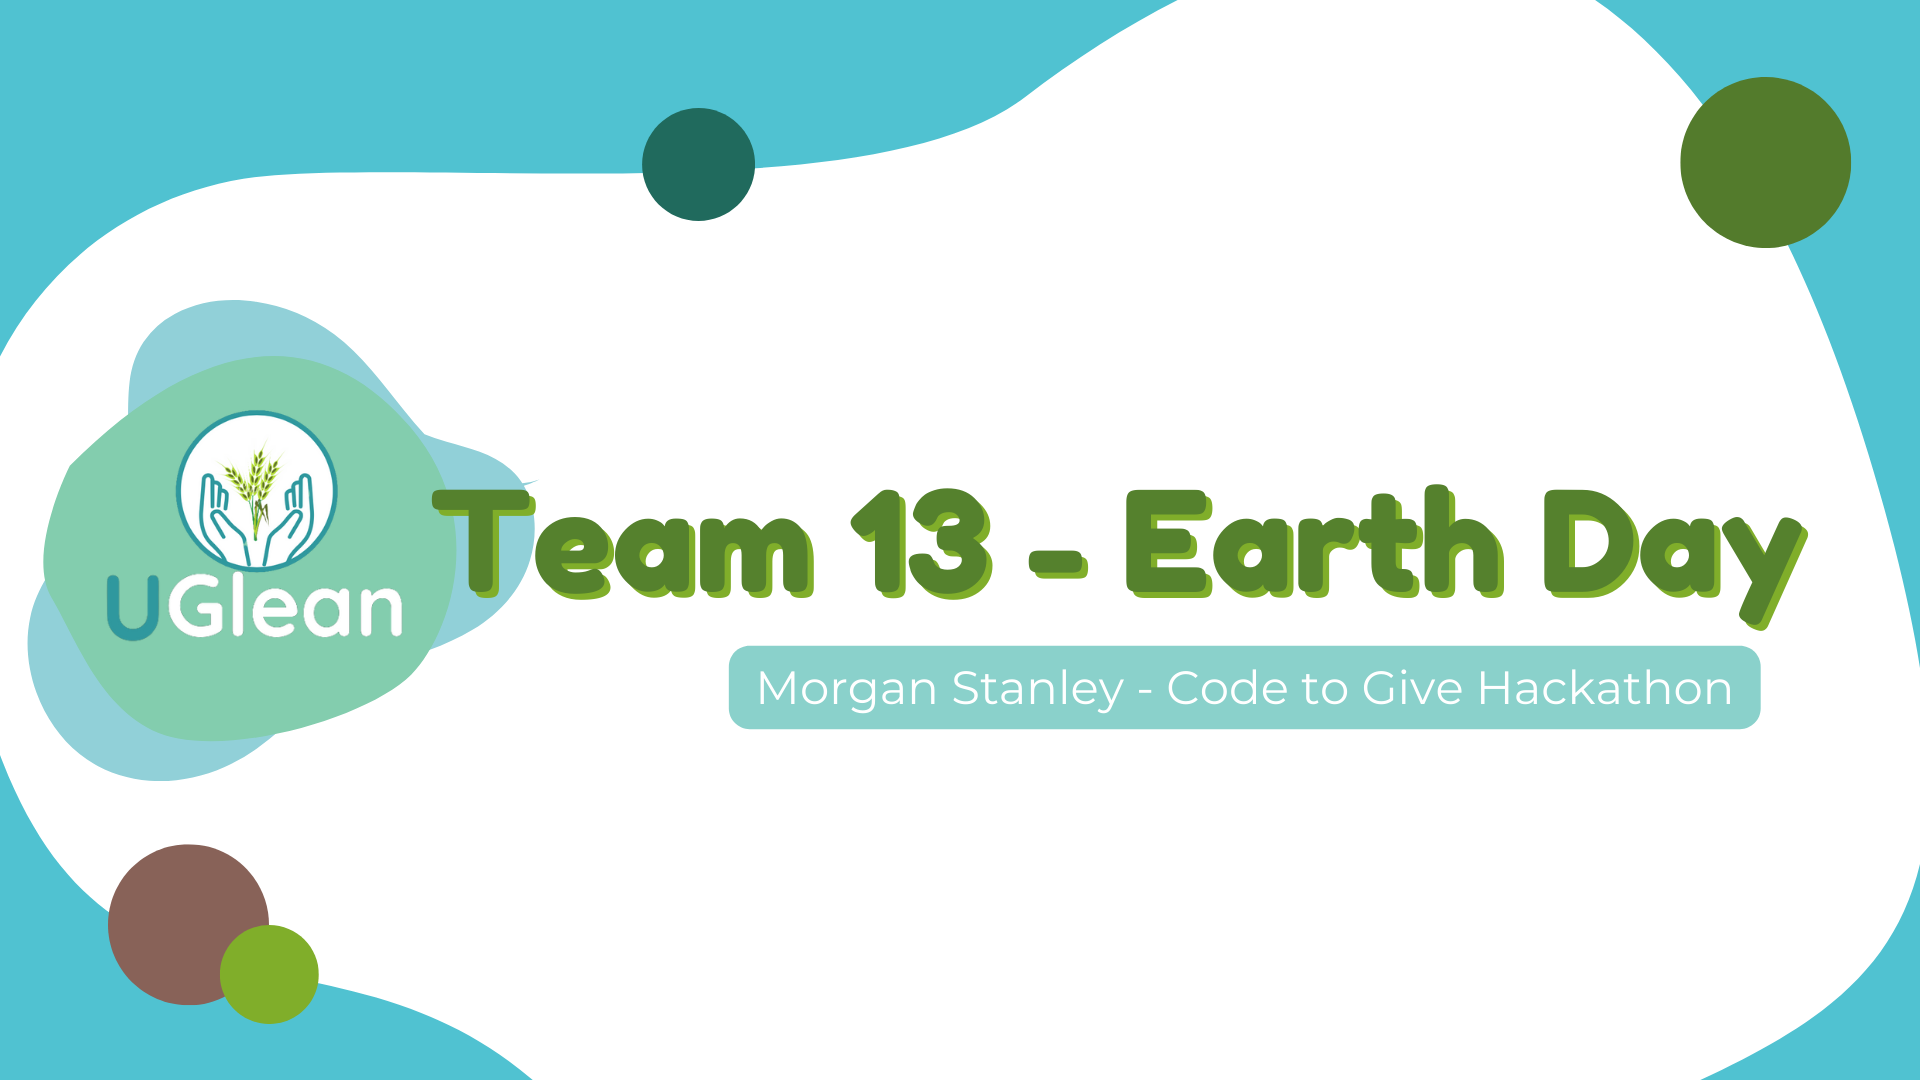 UGlean
Team 13 - Earth Day
Morgan Stanley - Code to Give Hackathon